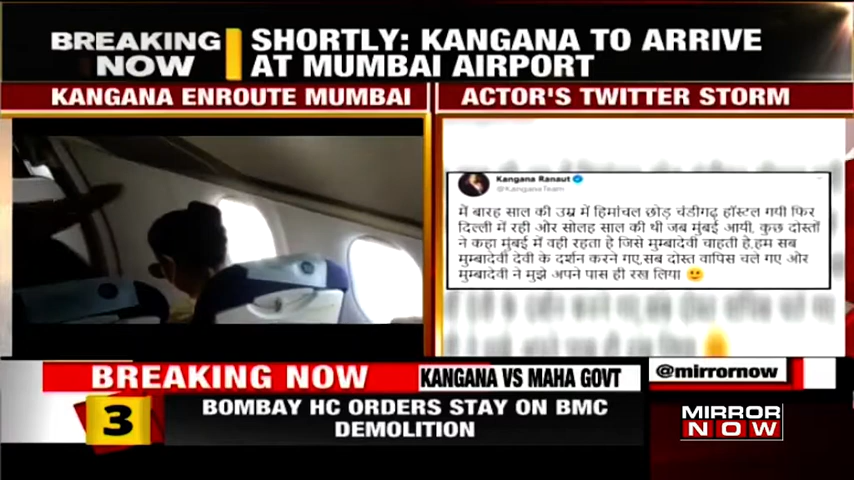 BREAKING NOW
SHORTLY: KANGANA TO ARRIVE
AT MUMBAI AIRPORT
KANGANA ENROUTE MUMBAI
ACTOR'S TWITTER STORM
Kangana Ranaut
@KanganaTeam
में बारह साल की उम्र में हिमांचल छोड़ चंडीगढ़ हॉस्टल गयी फिर
दिल्ली में रही और सोलह साल की थी जब मुंबई आयी, कुछ दोस्तों
ने कहा मुंबई में वही रहता है जिसे मुम्बादेवी चाहती है,हम सब
मुम्बादेवी देवी के दर्शन करने गए,सब दोस्त वापिस चले गए और
मुम्बादेवी ने मुझे अपने पास ही रख लिया 🙂
BREAKING NOW
KANGANA VS MAHA GOVT
@mirrornow
3
BOMBAY HC ORDERS STAY ON BMC
DEMOLITION
MIRROR
NOW